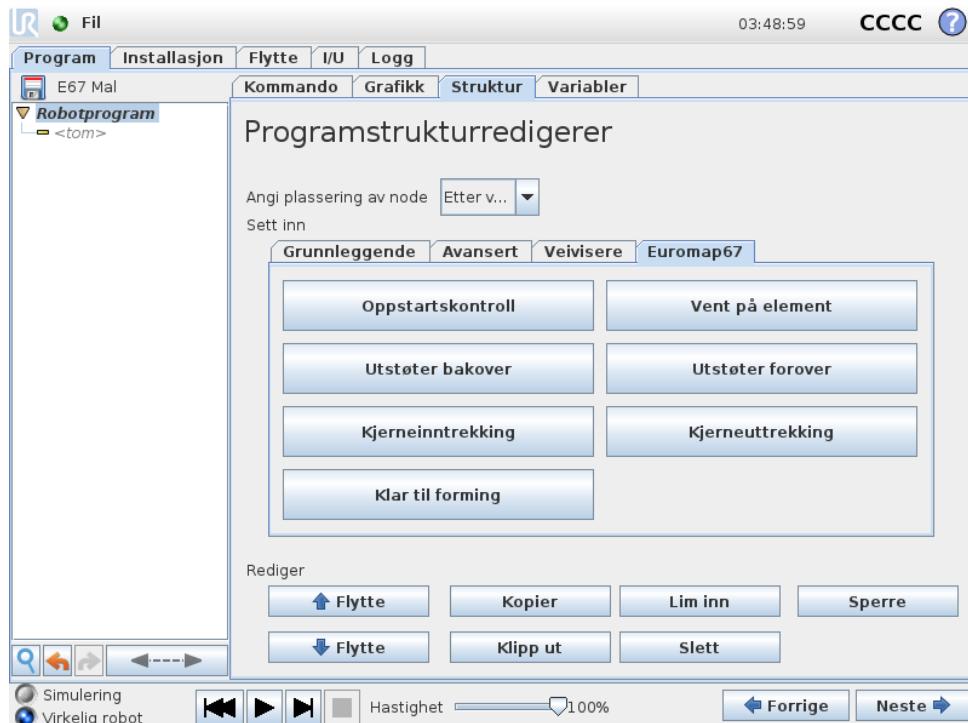 UR Fil 03:48:59 CCCC ?
Program Installasjon Flytte I/U Logg
E67 Mal
Kommando Grafikk Struktur Variabler
Robotprogram
<tom>
Programstrukturredigerer
Angi plassering av node Etter v...
Sett inn
Grunnleggende Avansert Veivisere Euromap67
Oppstartskontroll Vent på element
Utstøter bakover Utstøter forover
Kjerneinntrekking Kjerneuttrekking
Klar til forming
Rediger
Flytte Kopier Lim inn Sperre
Flytte Klipp ut Slett
Simulering
Virkelig robot
Hastighet 100%
Forrige Neste